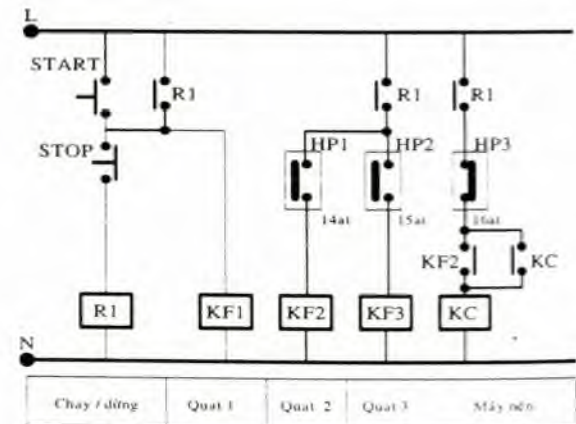 L
START
R1
R1
R1
STOP
HP1
HP2
HP3
14at
15at
16at
KF2
KC
R1
KF1
KF2
KF3
KC
N
Chạy / dừng
Quạt 1
Quạt 2
Quạt 3
Máy nén